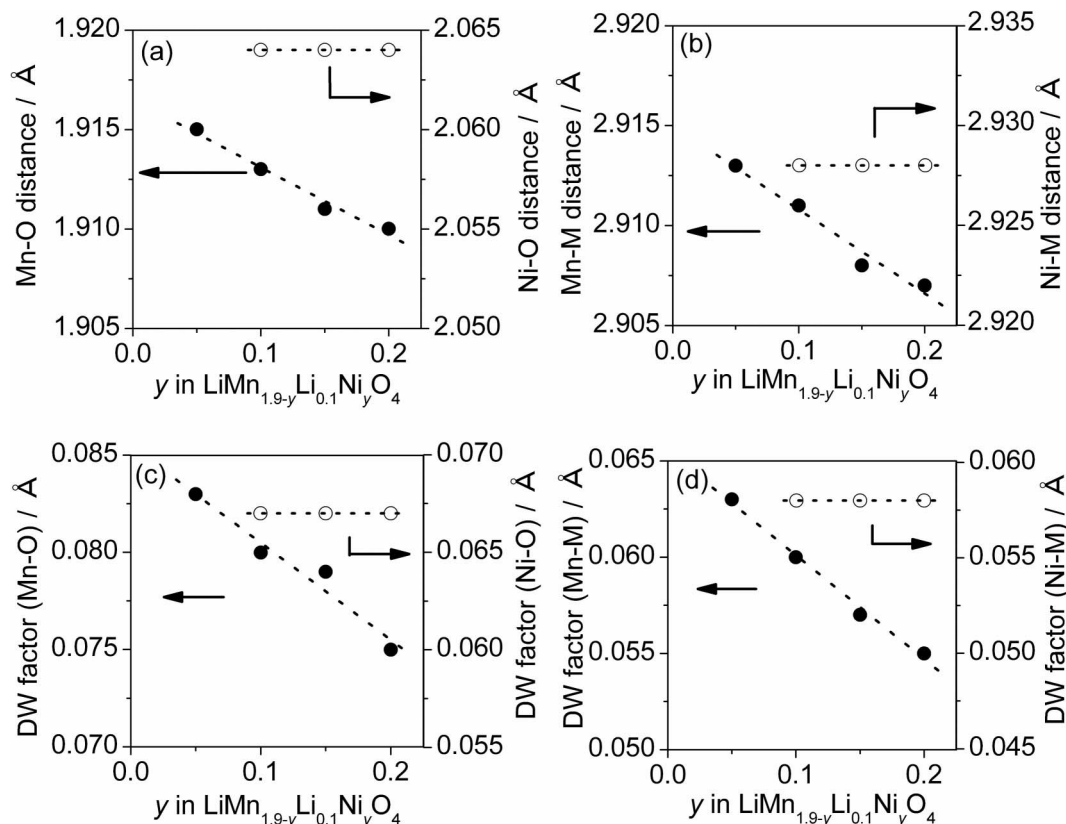 (a)
Mn-O distance / Å
1.920
1.915
1.910
1.905
2.065
2.060
2.055
2.050
Ni-O distance / Å
0.0
0.1
0.2
y in LiMn1.9-yLi0.1NiyO4
(b)
Mn-M distance / Å
2.920
2.915
2.910
2.905
2.935
2.930
2.925
2.920
Ni-M distance / Å
0.0
0.1
0.2
y in LiMn1.9-yLi0.1NiyO4
(c)
DW factor (Mn-O) / Å
0.085
0.080
0.075
0.070
0.070
0.065
0.060
0.055
DW factor (Ni-O) / Å
0.0
0.1
0.2
y in LiMn1.9-yLi0.1NiyO4
(d)
DW factor (Mn-M) / Å
0.065
0.060
0.055
0.050
0.060
0.055
0.050
0.045
DW factor (Ni-M) / Å
0.0
0.1
0.2
y in LiMn1.9-yLi0.1NiyO4